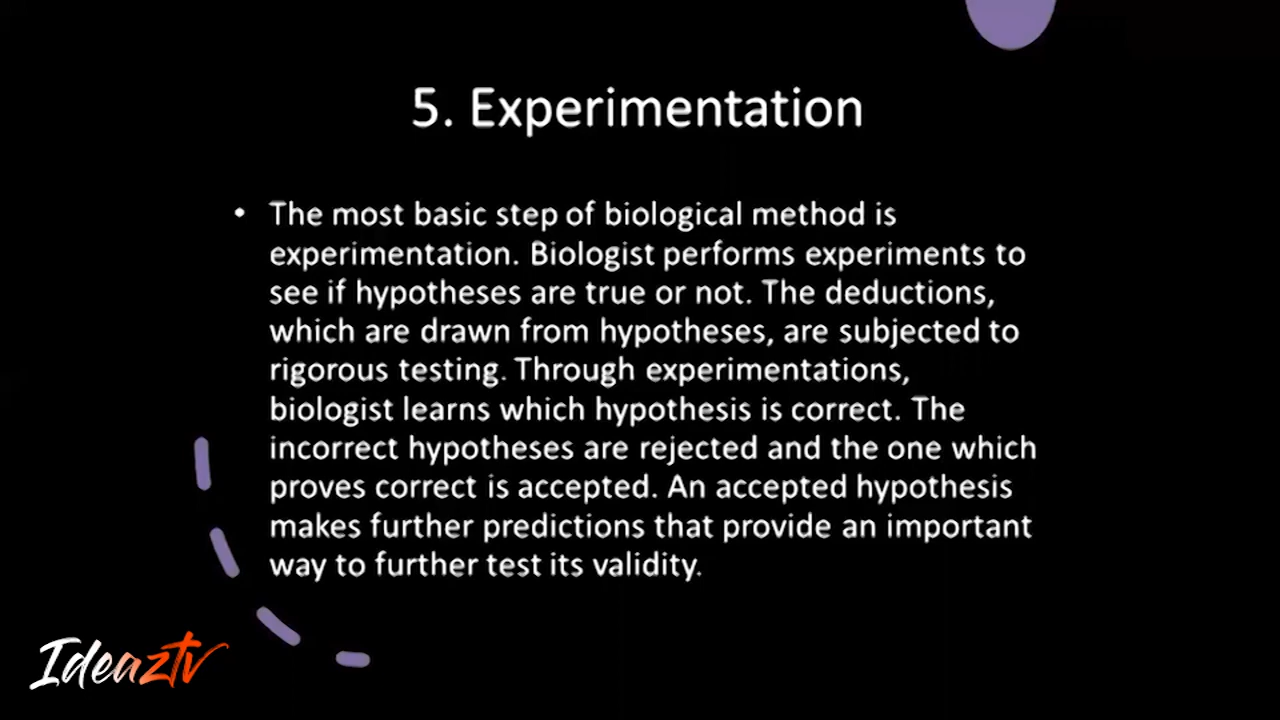 5. Experimentation
• The most basic step of biological method is
experimentation. Biologist performs experiments to
see if hypotheses are true or not. The deductions,
which are drawn from hypotheses, are subjected to
rigorous testing. Through experimentations,
biologist learns which hypothesis is correct. The
incorrect hypotheses are rejected and the one which
proves correct is accepted. An accepted hypothesis
makes further predictions that provide an important
way to further test its validity.
Ideaztv